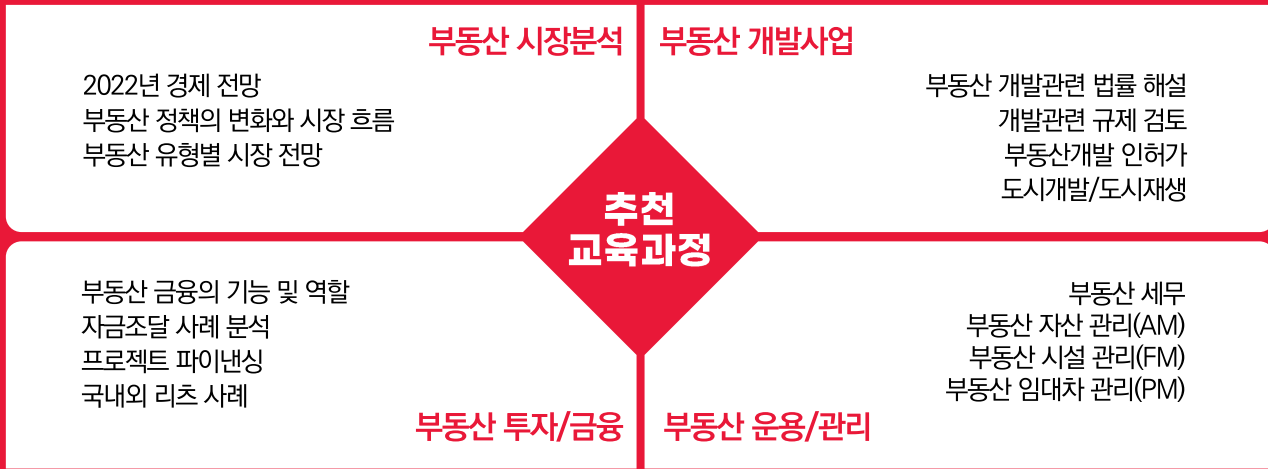 부동산 시장분석
2022년 경제 전망
부동산 정책의 변화와 시장 흐름
부동산 유형별 시장 전망
부동산 개발사업
부동산 개발관련 법률 해설
개발관련 규제 검토
부동산개발 인허가
도시개발/도시재생
추천
교육과정
부동산 금융의 기능 및 역할
자금조달 사례 분석
프로젝트 파이낸싱
국내외 리츠 사례
부동산 투자/금융
부동산 세무
부동산 자산 관리(AM)
부동산 시설 관리(FM)
부동산 임대차 관리(PM)
부동산 운용/관리